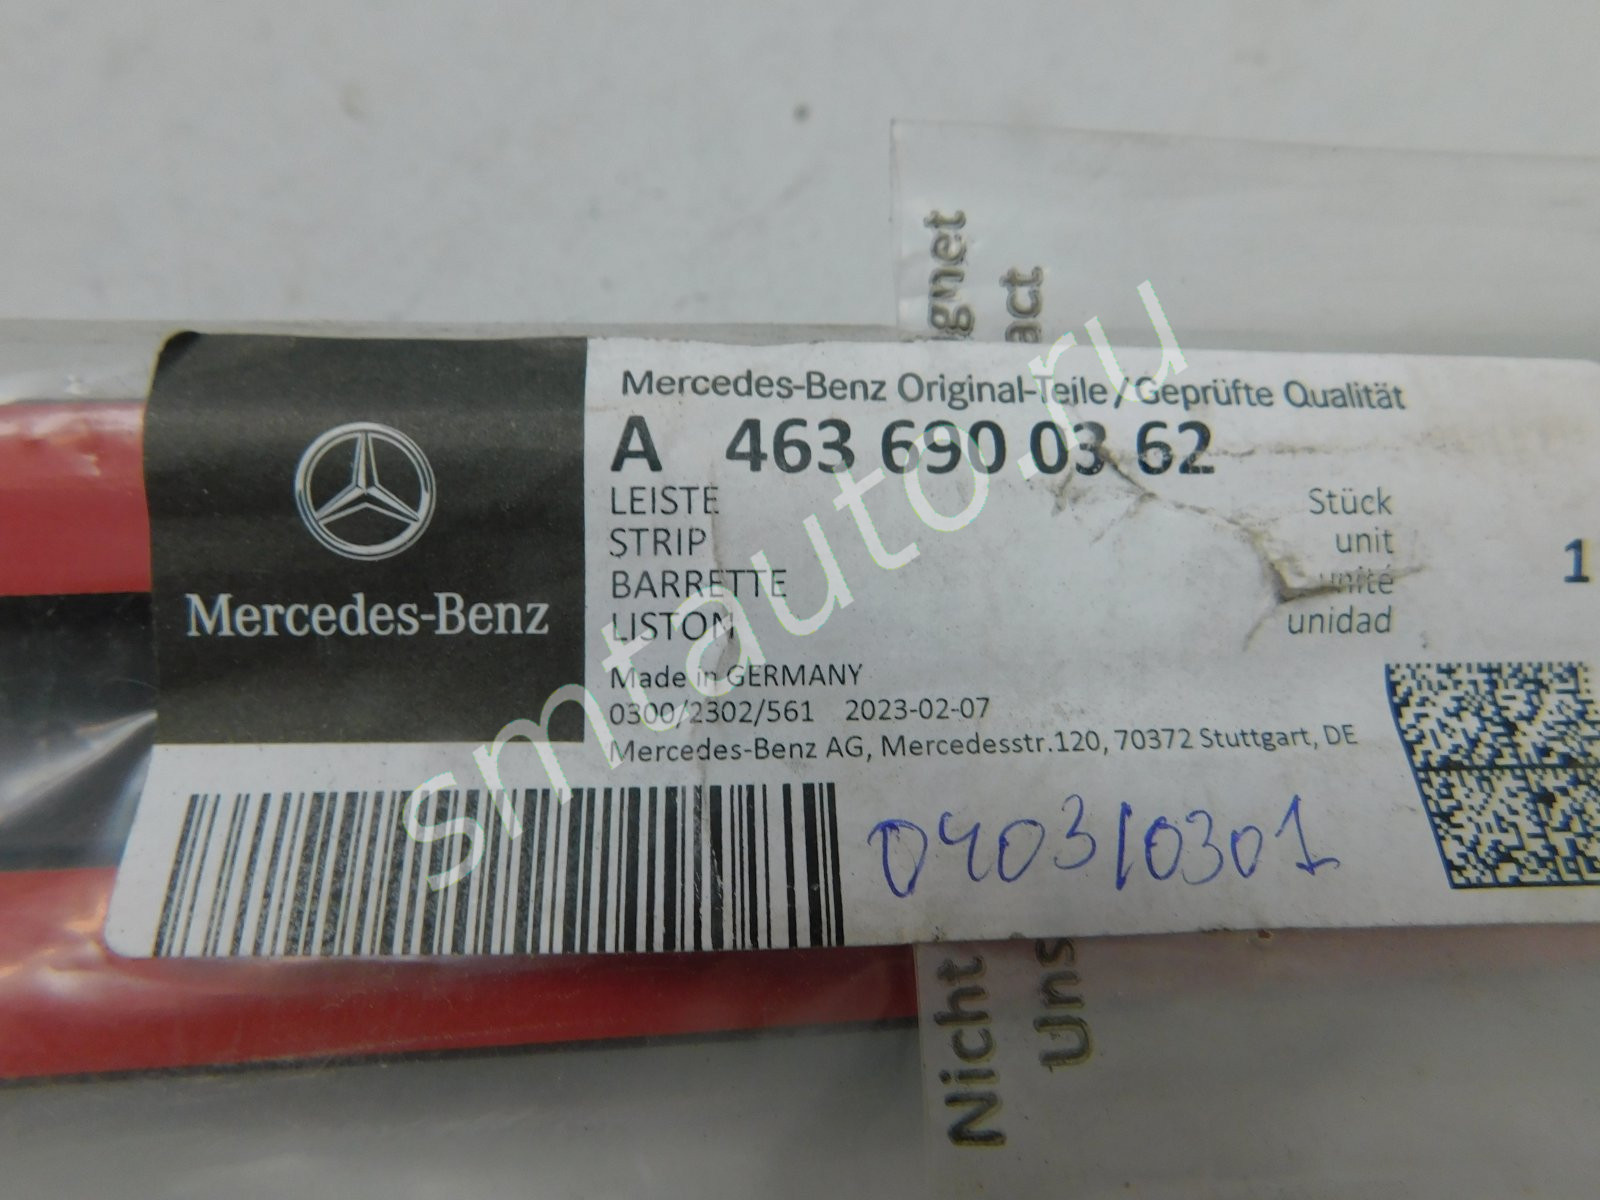 gnet
act
Mercedes-Benz Original-Teile/Geprüfte Qualität
A 463 690 03 62
LEISTE
STRIP
BARRETTE
LISTON
Stück
unit
unité
unidad
1
Mercedes-Benz
Made in GERMANY
0300/2302/561 2023-02-07
Mercedes-Benz AG, Mercedesstr.120, 70372 Stuttgart, DE
040310301
Nicht
Uns
smtauto.ru